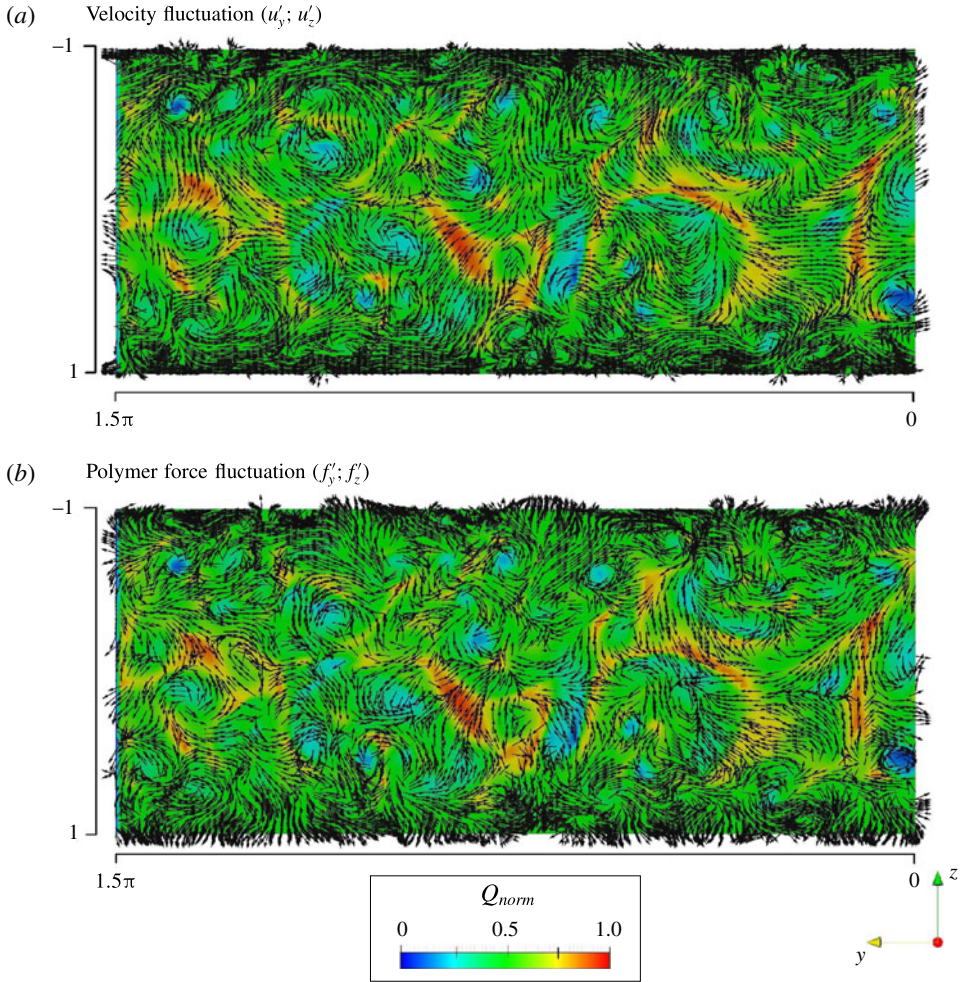 (a) Velocity fluctuation (u′y; u′z)
–1
1
1.5π 0
(b) Polymer force fluctuation (f′y; f′z)
–1
1
1.5π 0
Qnorm
0 0.5 1.0
z
y